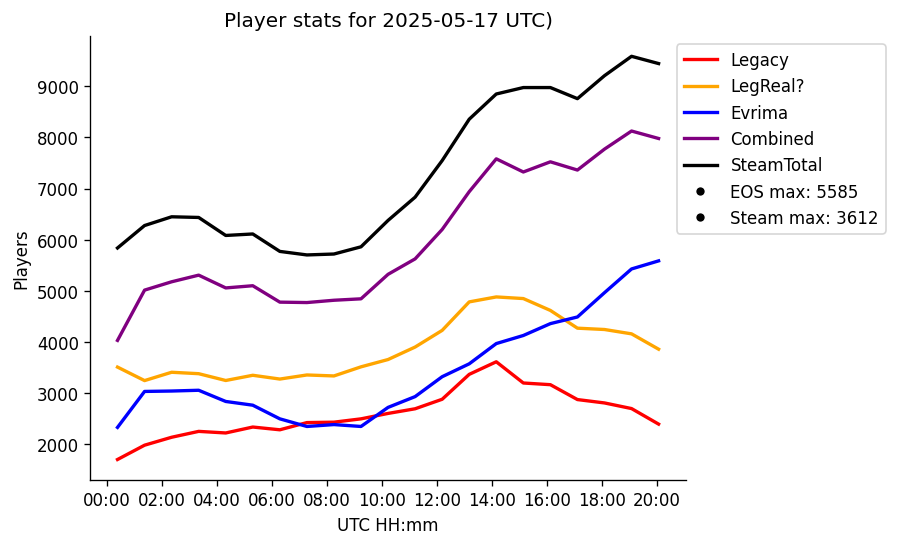 Player stats for 2025-05-17 UTC)
Legacy
LegReal?
Evrima
Combined
SteamTotal
EOS max: 5585
Steam max: 3612
Players
9000
8000
7000
6000
5000
4000
3000
2000
00:00 02:00 04:00 06:00 08:00 10:00 12:00 14:00 16:00 18:00 20:00
UTC HH:mm